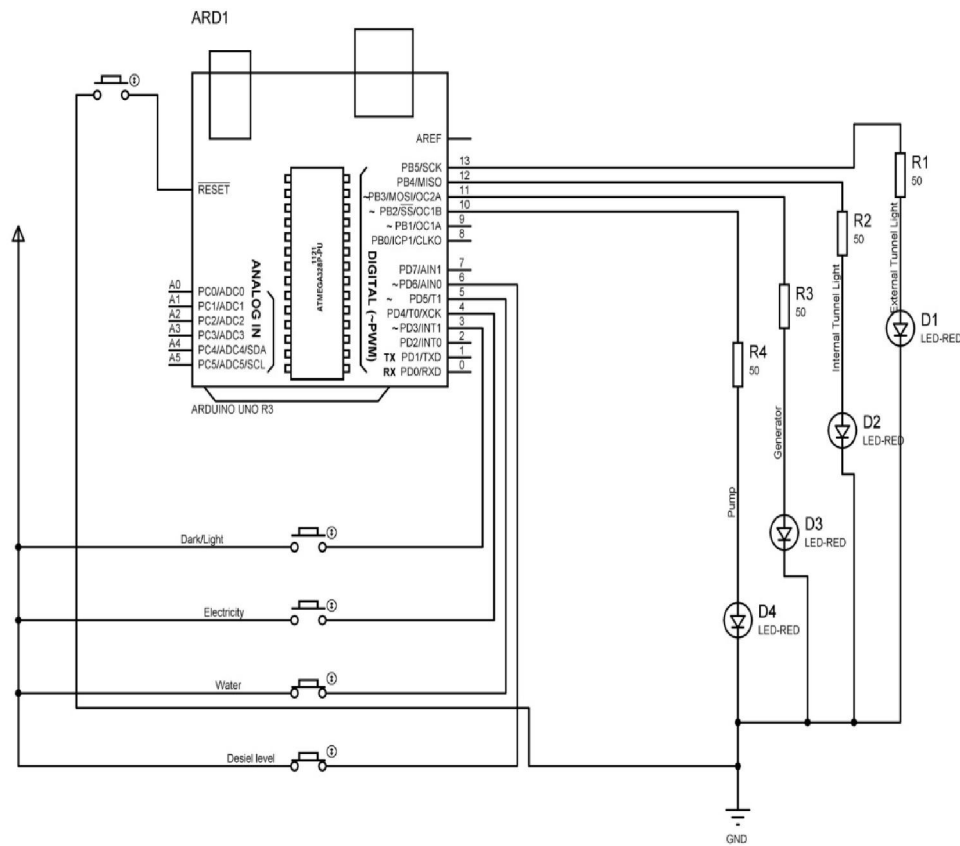 ARD1
AREF
RESET
PB5/SCK 13
PB4/MISO 12
~PB3/MOSI/OC2A 11
~ PB2/SS/OC1B 10
~ PB1/OC1A 9
PB0/ICP1/CLKO 8
PD7/AIN1 7
~PD6/AIN0 6
~ PD5/T1 5
PD4/T0/XCK 4
~PD3/INT1 3
PD2/INT0 2
TX PD1/TXD 1
RX PD0/RXD 0
A0 PC0/ADC0
A1 PC1/ADC1
A2 PC2/ADC2
A3 PC3/ADC3
A4 PC4/ADC4/SDA
A5 PC5/ADC5/SCL
ANALOG IN
1121
ATMEGA328P-PU
DIGITAL (~PWM)
ARDUINO UNO R3
R1
50
External Tunnel Light
D1
LED-RED
R2
50
Internal Tunnel Light
D2
LED-RED
R3
50
Generator
D3
LED-RED
R4
50
Pump
D4
LED-RED
Dark/Light
Electricity
Water
Desiel level
GND